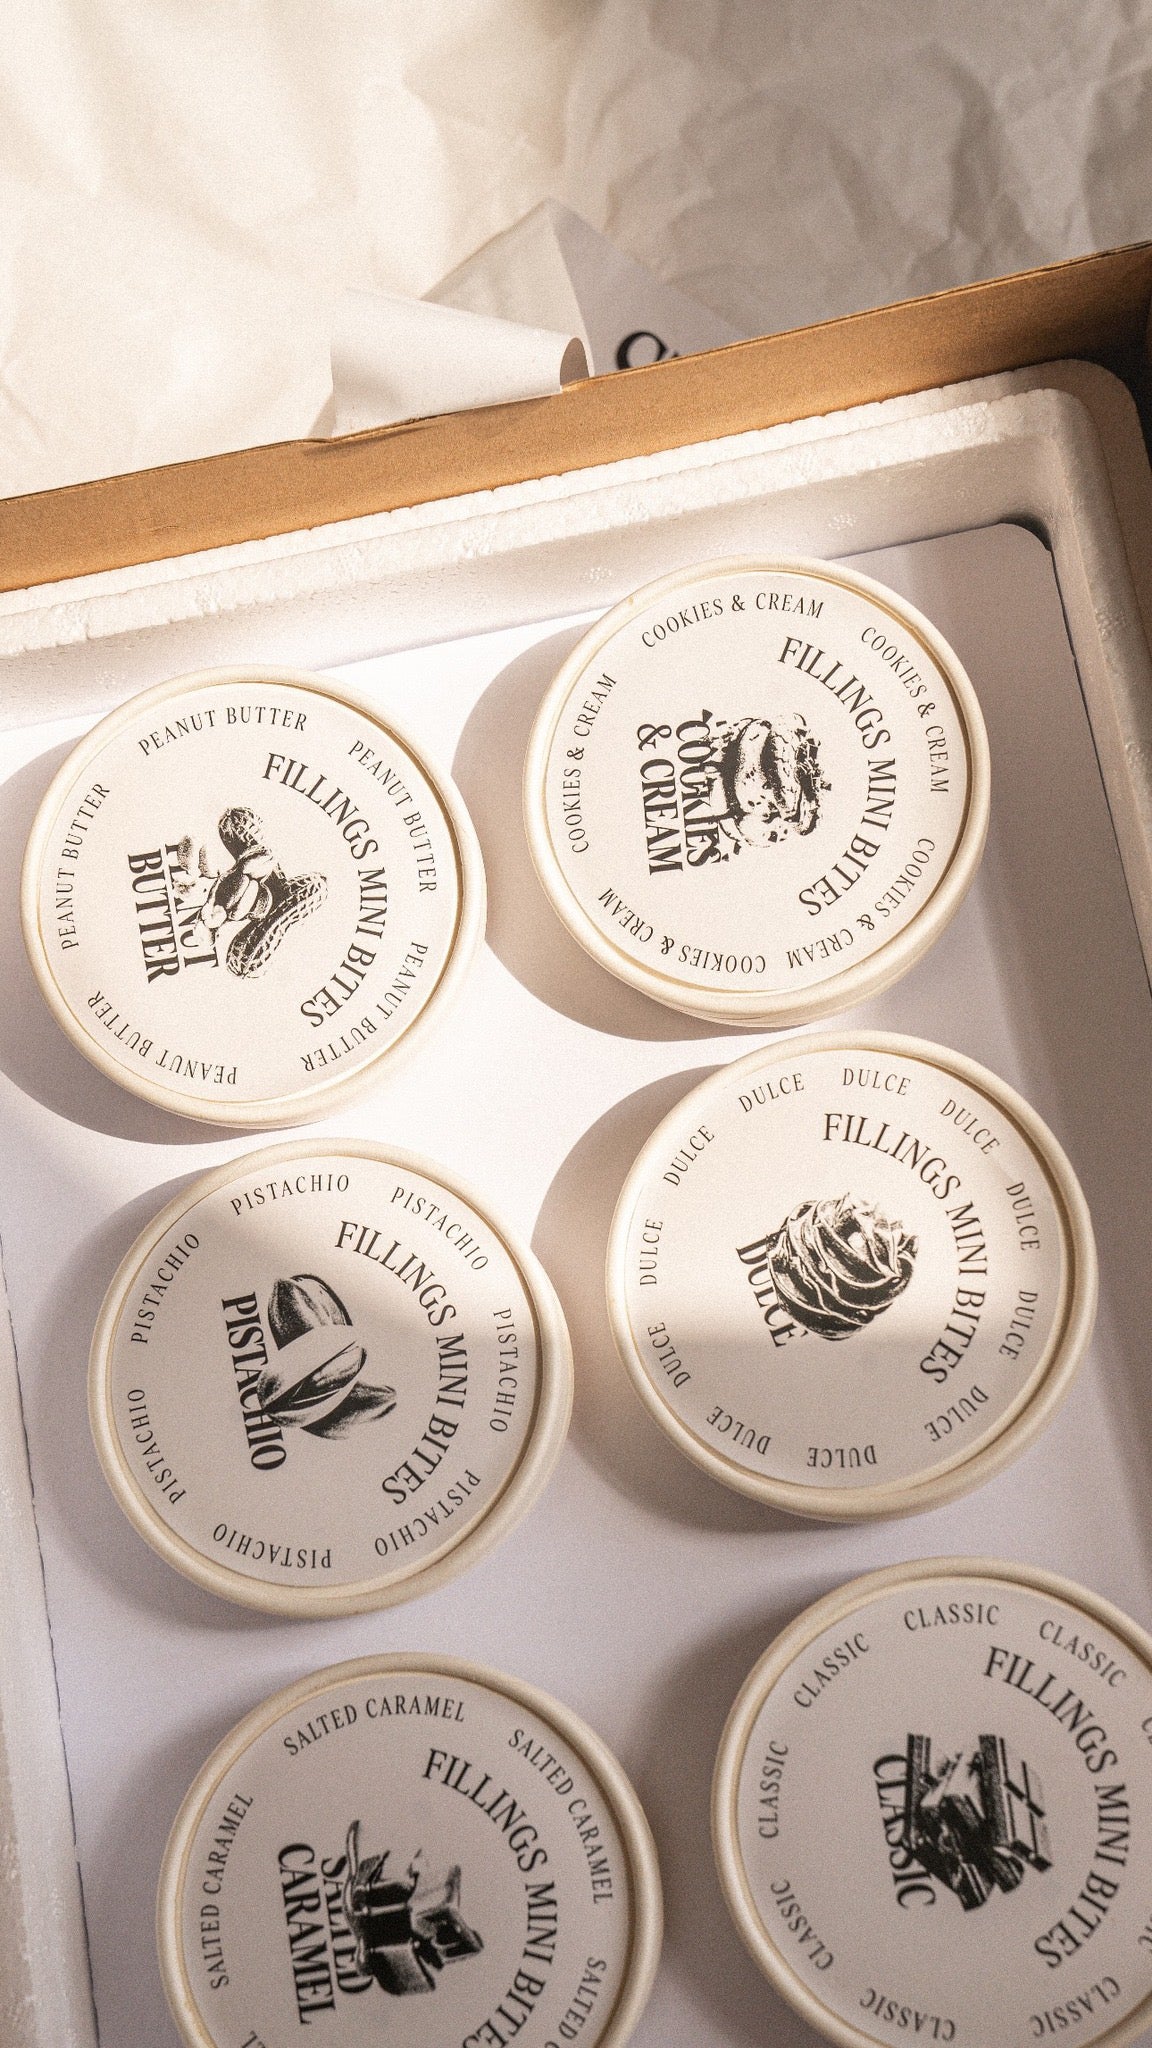 PEANUT BUTTER
PEANUT BUTTER
PEANUT BUTTER
PEANUT BUTTER
PEANUT BUTTER
FILLINGS MINI BITES
PEANUT
BUTTER
COOKIES & CREAM
COOKIES & CREAM
COOKIES & CREAM
COOKIES & CREAM
COOKIES & CREAM
FILLINGS MINI BITES
COOKIES
& CREAM
PISTACHIO
PISTACHIO
PISTACHIO
PISTACHIO
PISTACHIO
PISTACHIO
PISTACHIO
FILLINGS MINI BITES
PISTACHIO
DULCE
DULCE
DULCE
DULCE
DULCE
DULCE
DULCE
DULCE
DULCE
DULCE
DULCE
FILLINGS MINI BITES
DULCE
SALTED CARAMEL
SALTED CARAMEL
SALTED CARAMEL
SALTED
FILLINGS MINI BITES
SALTED
CARAMEL
CLASSIC
CLASSIC
CLASSIC
CLASSIC
CLASSIC
CLASSIC
CLASSIC
FILLINGS MINI BITES
CLASSIC